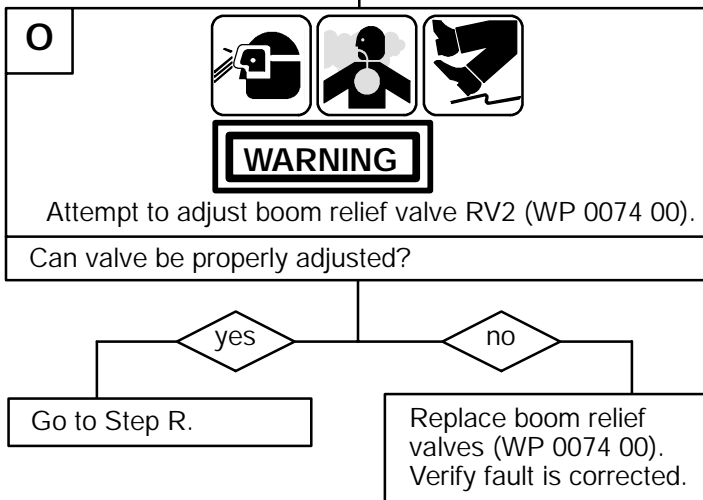 O
WARNING
Attempt to adjust boom relief valve RV2 (WP 0074 00).
Can valve be properly adjusted?
yes
no
Go to Step R.
Replace boom relief
valves (WP 0074 00).
Verify fault is corrected.